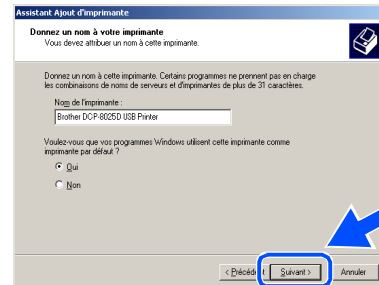 Assistant Ajout d'imprimante
Donnez un nom à votre imprimante
Vous devez attribuer un nom à cette imprimante.
Donnez un nom à cette imprimante. Certains programmes ne prennent pas en charge
les combinaisons de noms de serveurs et d'imprimantes de plus de 31 caractères.
Nom de l'imprimante :
Brother DCP-8025D USB Printer
Voulez-vous que vos programmes Windows utilisent cette imprimante comme
imprimante par défaut ?
Oui
Non
< Précédent Suivant > Annuler